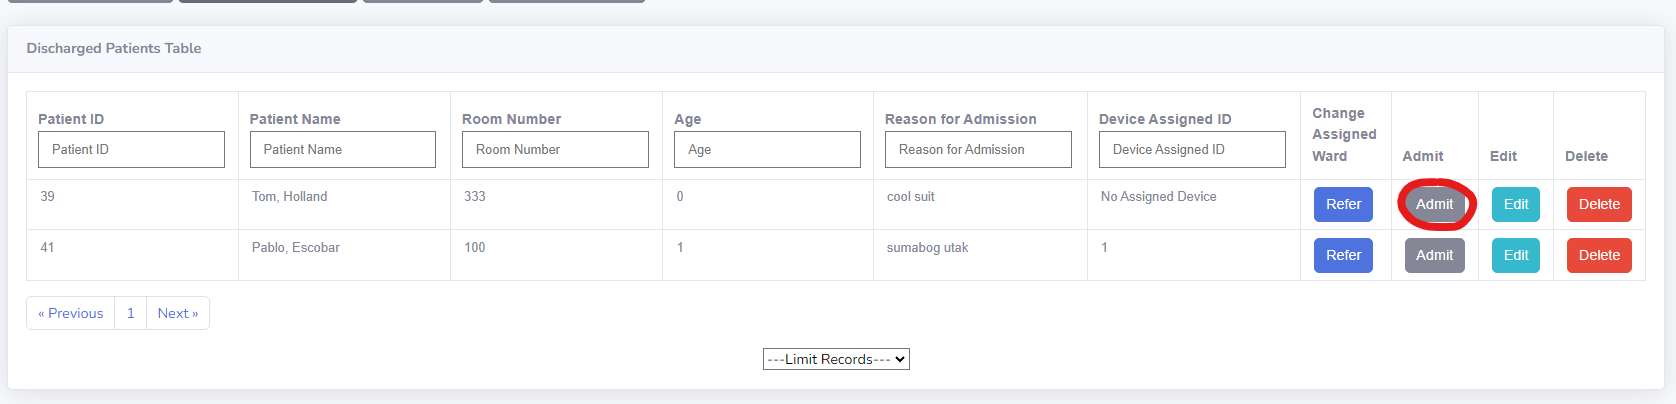 Discharged Patients Table
Patient ID Patient Name Room Number Age Reason for Admission Device Assigned ID Change Assigned Ward Admit Edit Delete
Patient ID Patient Name Room Number Age Reason for Admission Device Assigned ID
39 Tom, Holland 333 0 cool suit No Assigned Device Refer Admit Edit Delete
41 Pablo, Escobar 100 1 sumabog utak 1 Refer Admit Edit Delete
« Previous 1 Next »
---Limit Records---